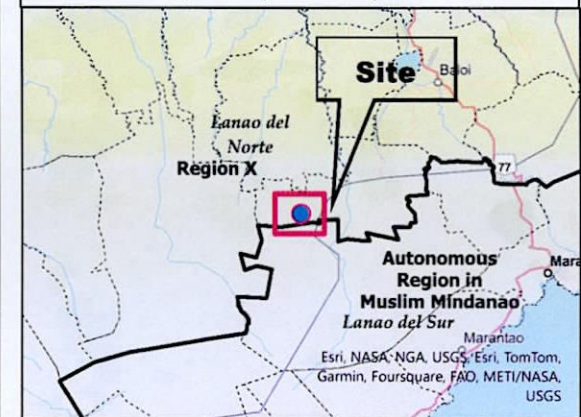 Site
Baloi
Lanao del
Norte
Region X
77
Autonomous
Region in
Muslim Mindanao
Mara
Lanao del Sur
Marantao
Esri, NASA, NGA, USGS, Esri, TomTom,
Garmin, Foursquare, FAO, METI/NASA,
USGS